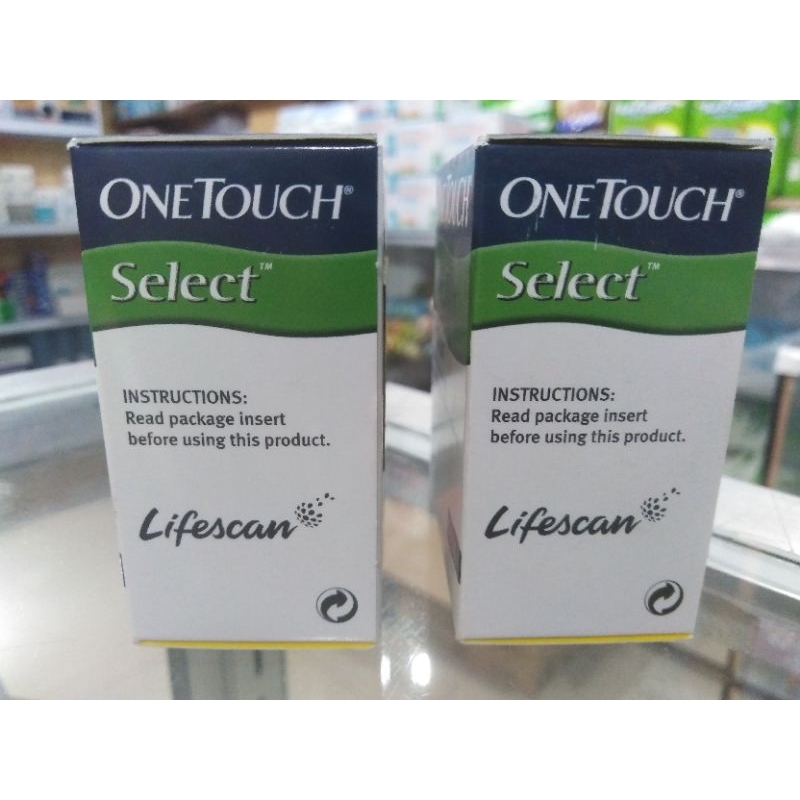 ONETOUCH®
Select™
INSTRUCTIONS:
Read package insert
before using this product.
Lifescan
ONETOUCH®
Select™
INSTRUCTIONS:
Read package insert
before using this product.
Lifescan